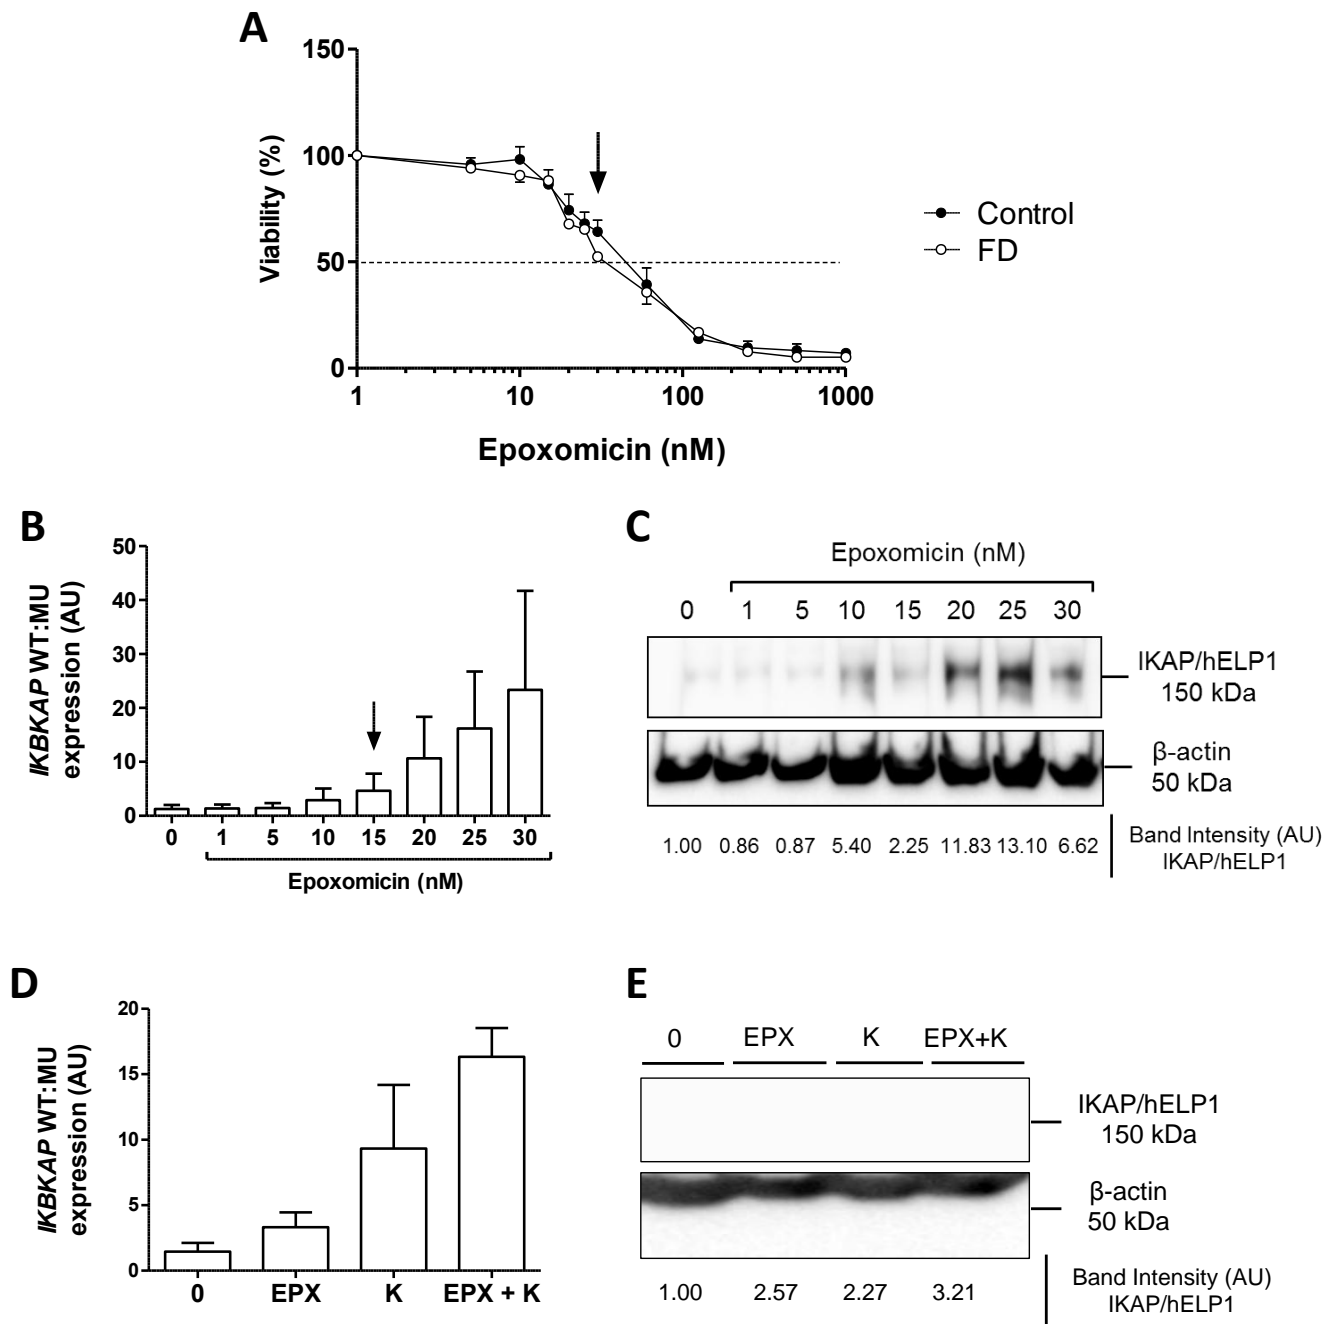 A
150
100
50
0
Viability (%)
1 10 100 1000
Epoxomicin (nM)
Control
FD
B
50
40
30
20
10
0
IKBKAP WT:MU
expression (AU)
0 1 5 10 15 20 25 30
Epoxomicin (nM)
C
Epoxomicin (nM)
0 1 5 10 15 20 25 30
IKAP/hELP1
150 kDa
β-actin
50 kDa
1.00 0.86 0.87 5.40 2.25 11.83 13.10 6.62
Band Intensity (AU)
IKAP/hELP1
D
20
15
10
5
0
IKBKAP WT:MU
expression (AU)
0 EPX K EPX + K
E
0 EPX K EPX+K
IKAP/hELP1
150 kDa
β-actin
50 kDa
1.00 2.57 2.27 3.21
Band Intensity (AU)
IKAP/hELP1